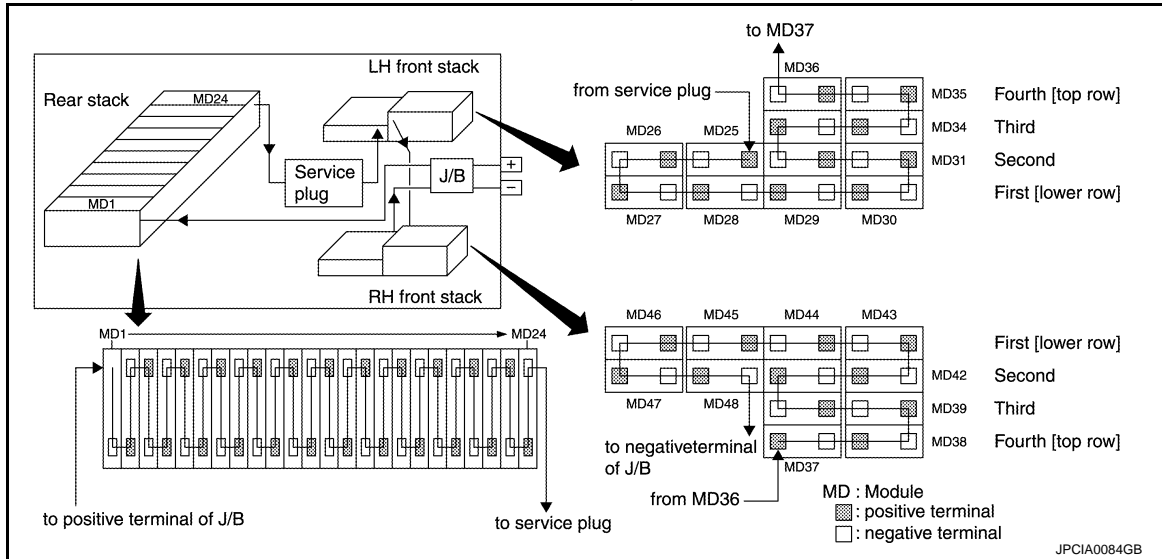 to MD37
LH front stack
MD36
Rear stack
MD24
from service plug
MD35
Fourth [top row]
MD26
MD25
MD34
Third
Service
plug
J/B
+
−
MD31
Second
First [lower row]
MD1
MD27
MD28
MD29
MD30
RH front stack
MD46
MD45
MD44
MD43
MD1
MD24
First [lower row]
MD42
Second
MD47
MD48
MD39
Third
to negativeterminal
of J/B
MD38
Fourth [top row]
MD37
from MD36
MD : Module
: positive terminal
: negative terminal
to positive terminal of J/B
to service plug
JPCIA0084GB